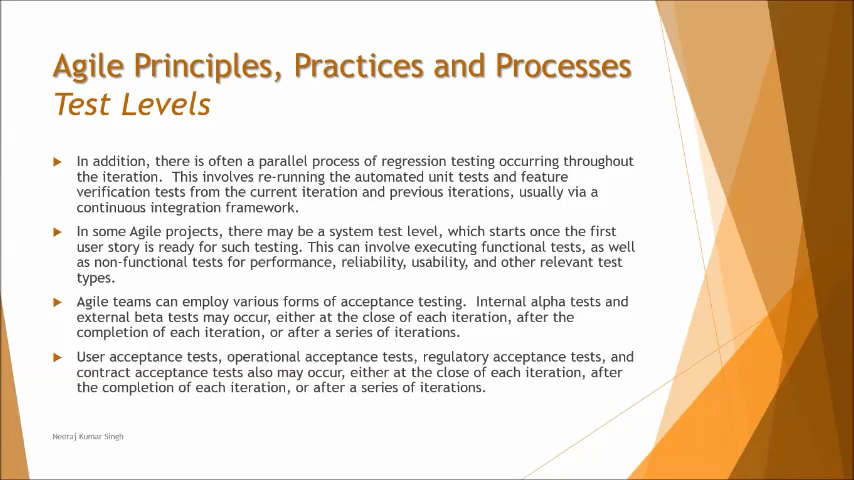 Agile Principles, Practices and Processes
Test Levels
In addition, there is often a parallel process of regression testing occurring throughout
the iteration.  This involves re-running the automated unit tests and feature
verification tests from the current iteration and previous iterations, usually via a
continuous integration framework.
In some Agile projects, there may be a system test level, which starts once the first
user story is ready for such testing. This can involve executing functional tests, as well
as non-functional tests for performance, reliability, usability, and other relevant test
types.
Agile teams can employ various forms of acceptance testing.  Internal alpha tests and
external beta tests may occur, either at the close of each iteration, after the
completion of each iteration, or after a series of iterations.
User acceptance tests, operational acceptance tests, regulatory acceptance tests, and
contract acceptance tests also may occur, either at the close of each iteration, after
the completion of each iteration, or after a series of iterations.
Neeraj Kumar Singh